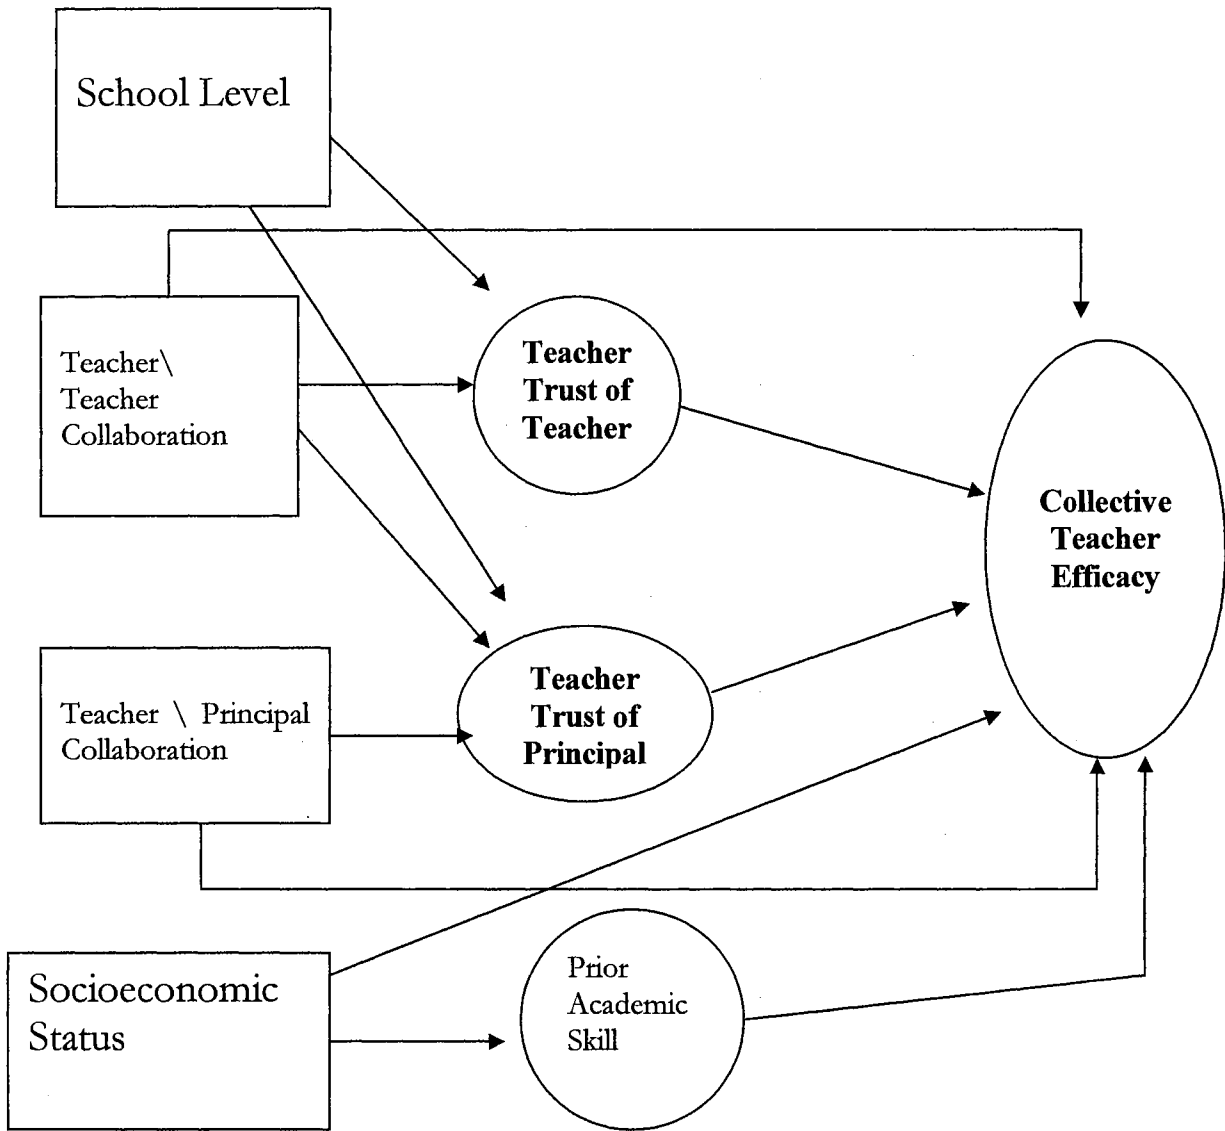 School Level
Teacher\
Teacher
Collaboration
Teacher
Trust of
Teacher
Collective
Teacher
Efficacy
Teacher \ Principal
Collaboration
Teacher
Trust of
Principal
Socioeconomic
Status
Prior
Academic
Skill